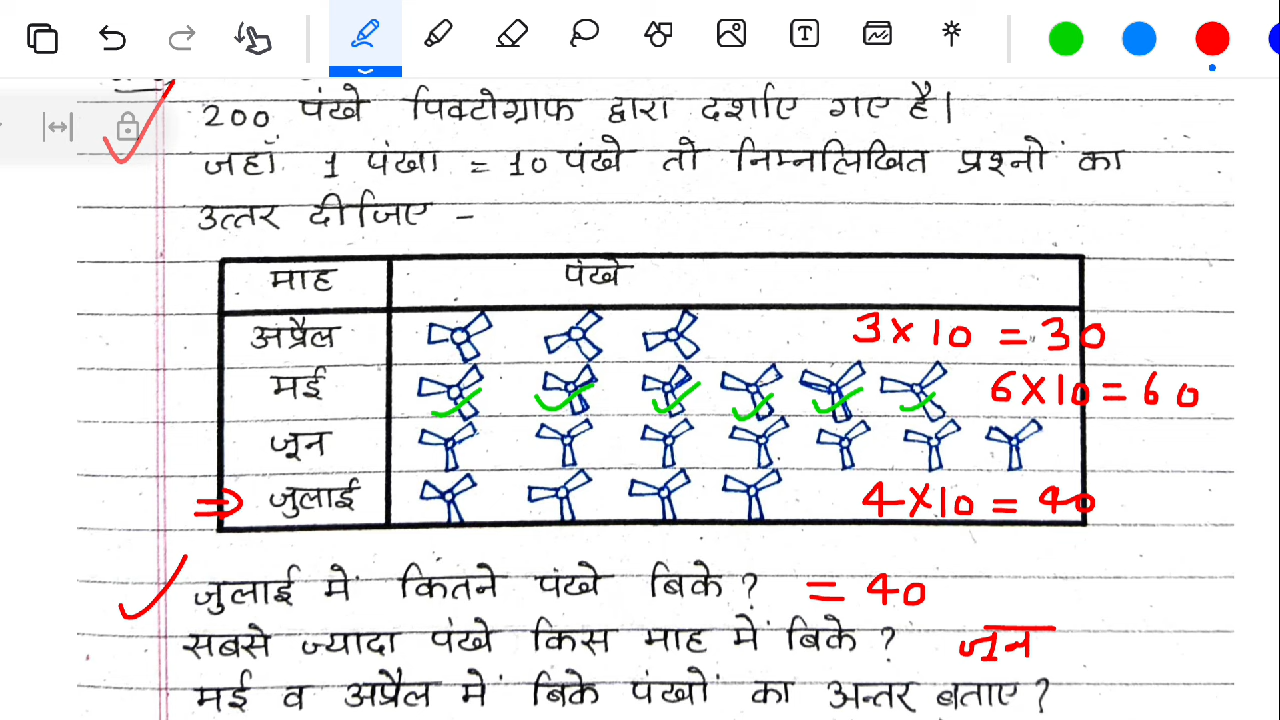 200 पंखे पिक्टोग्राफ द्वारा दर्शाए गए है।
जहाँ 1 पंखा = 10 पंखे तो निम्नलिखित प्रश्नों का
उत्तर दीजिए -
माह पंखे
अप्रैल 3 × 10 = 30
मई 6 × 10 = 60
जून
⇒ जुलाई 4 × 10 = 40
जुलाई में कितने पंखे बिके ? = 40
सबसे ज्यादा पंखे किस माह में बिके ? जून
मई व अप्रैल में बिके पंखों का अन्तर बताए ?